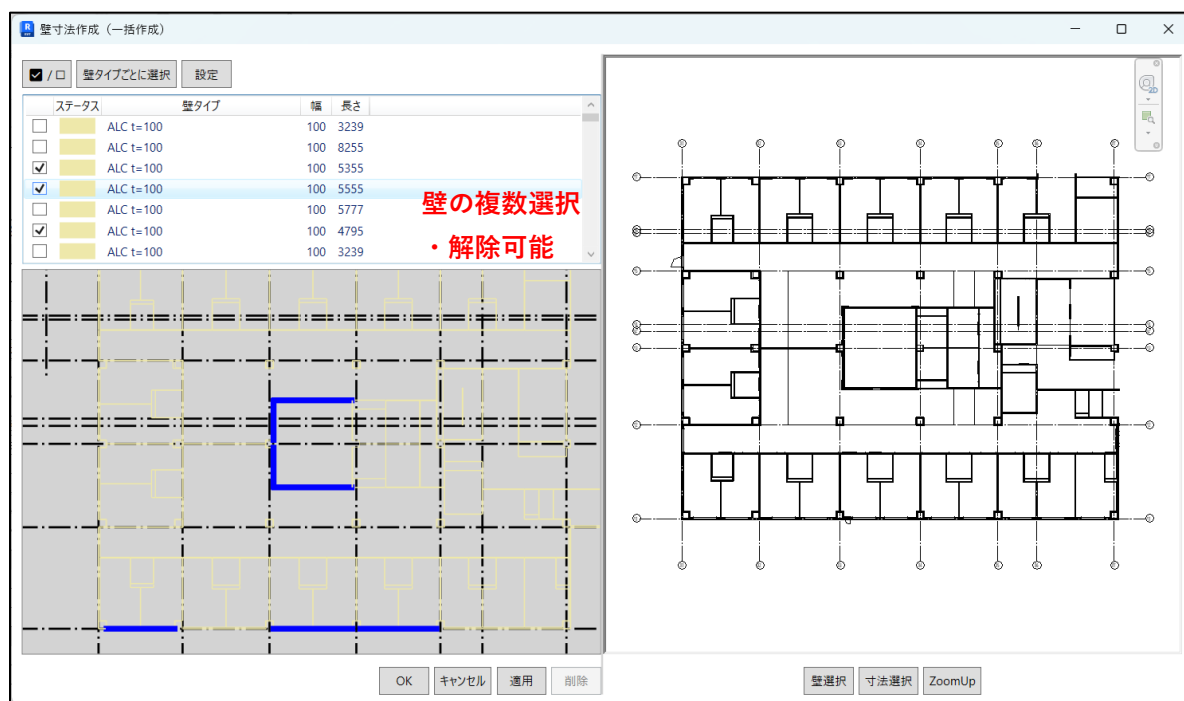 壁寸法作成（一括作成）
☑ / □ 壁タイプごとに選択 設定
ステータス 壁タイプ 幅 長さ
ALC t=100 100 3239
ALC t=100 100 8255
ALC t=100 100 5355
ALC t=100 100 5555
ALC t=100 100 5777
ALC t=100 100 4795
ALC t=100 100 3239
壁の複数選択
・解除可能
2D
OK キャンセル 適用 削除
壁選択 寸法選択 ZoomUp